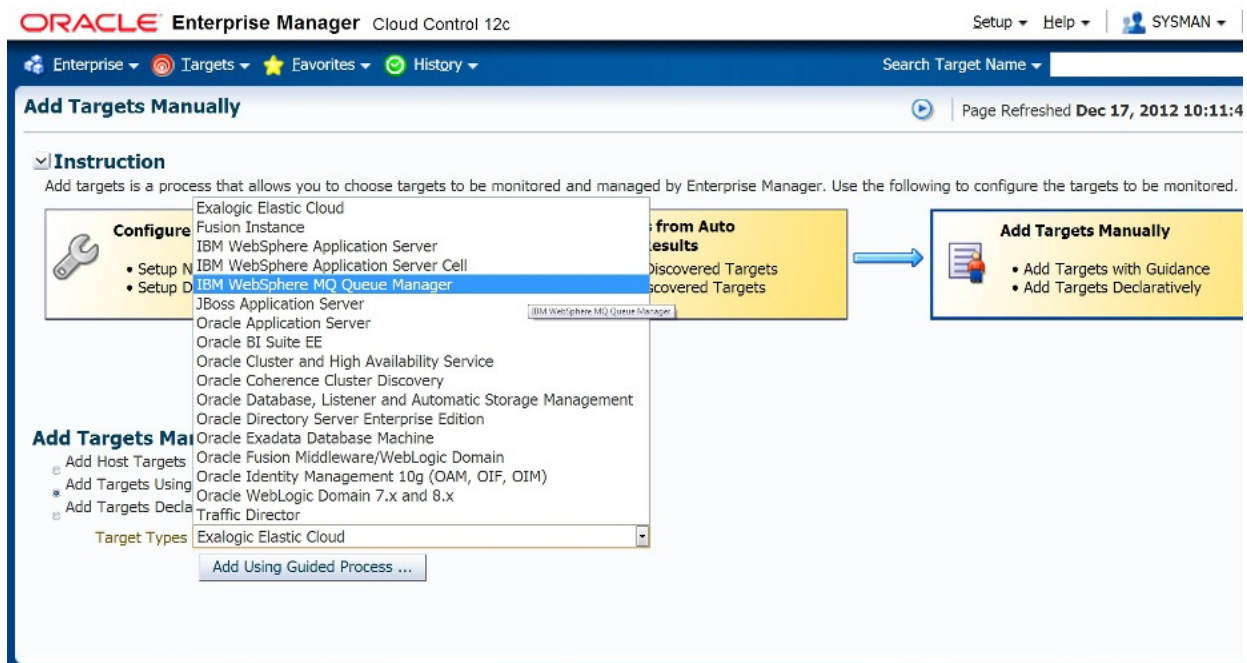 ORACLE Enterprise Manager Cloud Control 12c
Setup Help SYSMAN
Enterprise Targets Favorites History
Search Target Name
Add Targets Manually
Page Refreshed Dec 17, 2012 10:11:4
Instruction
Add targets is a process that allows you to choose targets to be monitored and managed by Enterprise Manager. Use the following to configure the targets to be monitored.
Configure
• Setup N
• Setup D
from Auto
esults
Discovered Targets
scovered Targets
Add Targets Manually
• Add Targets with Guidance
• Add Targets Declaratively
Exalogic Elastic Cloud
Fusion Instance
IBM WebSphere Application Server
IBM WebSphere Application Server Cell
IBM WebSphere MQ Queue Manager
IBM WebSphere MQ Queue Manager
JBoss Application Server
Oracle Application Server
Oracle BI Suite EE
Oracle Cluster and High Availability Service
Oracle Coherence Cluster Discovery
Oracle Database, Listener and Automatic Storage Management
Oracle Directory Server Enterprise Edition
Oracle Exadata Database Machine
Oracle Fusion Middleware/WebLogic Domain
Oracle Identity Management 10g (OAM, OIF, OIM)
Oracle WebLogic Domain 7.x and 8.x
Traffic Director
Add Targets Ma
Add Host Targets
Add Targets Using
Add Targets Decla
Target Types Exalogic Elastic Cloud
Add Using Guided Process ...